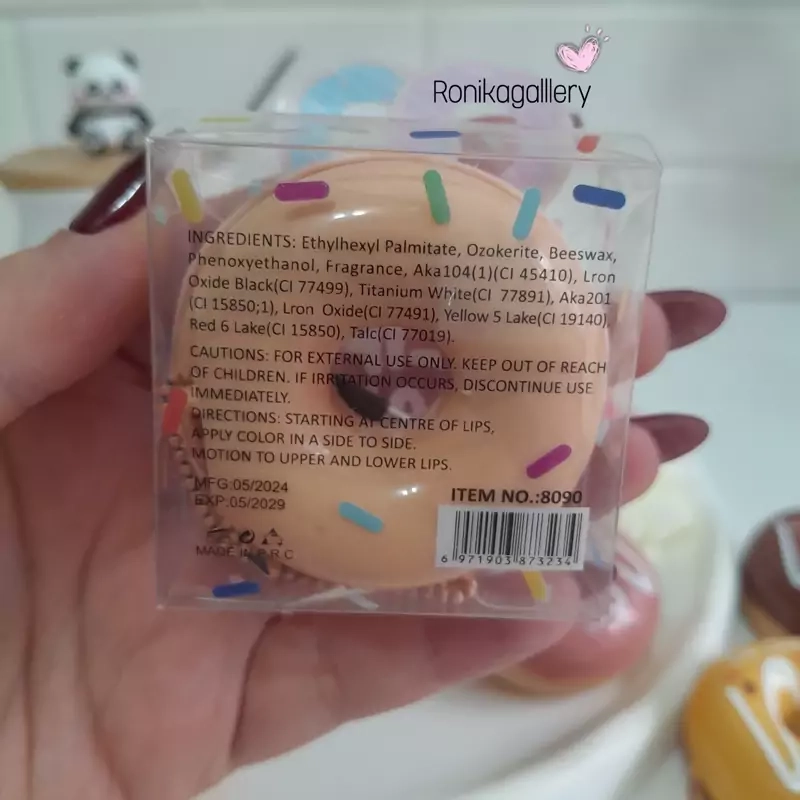 Ronikagalllery
INGREDIENTS: Ethylhexyl Palmitate, Ozokerite, Beeswax,
Phenoxyethanol, Fragrance, Aka104(1)(CI 45410), Lron
Oxide Black(CI 77499), Titanium White(CI 77891), Aka201
(CI 15850;1), Lron Oxide(CI 77491), Yellow 5 Lake(CI 19140),
Red 6 Lake(CI 15850), Talc(CI 77019).
CAUTIONS: FOR EXTERNAL USE ONLY. KEEP OUT OF REACH
OF CHILDREN. IF IRRITATION OCCURS, DISCONTINUE USE
IMMEDIATELY.
DIRECTIONS: STARTING AT CENTRE OF LIPS,
APPLY COLOR IN A SIDE TO SIDE.
MOTION TO UPPER AND LOWER LIPS.
MFG:05/2024
EXP:05/2029
ITEM NO.:8090
6 971903 873234
MADE IN P.R.C